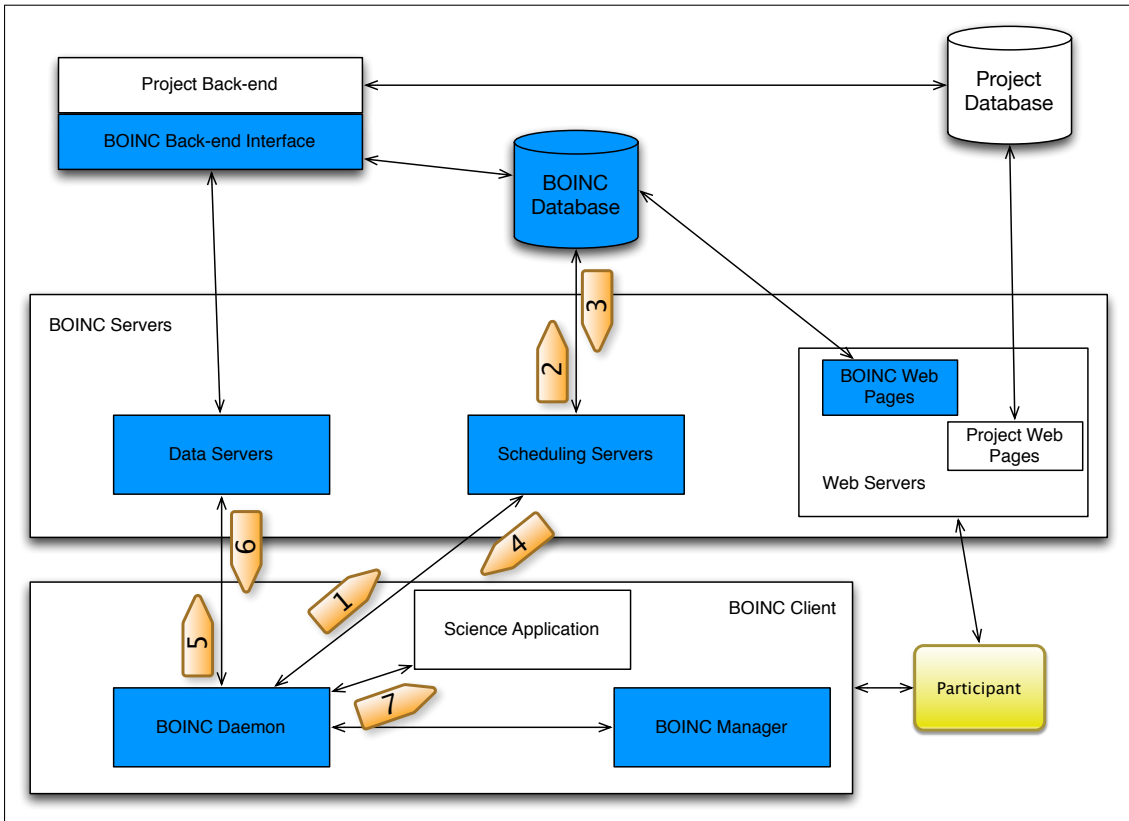 Project Back-end
BOINC Back-end Interface
Project
Database
BOINC
Database
BOINC Servers
3
2
BOINC Web
Pages
Project Web
Pages
Web Servers
Data Servers
Scheduling Servers
6
4
5
1
BOINC Client
Science Application
7
BOINC Daemon
BOINC Manager
Participant